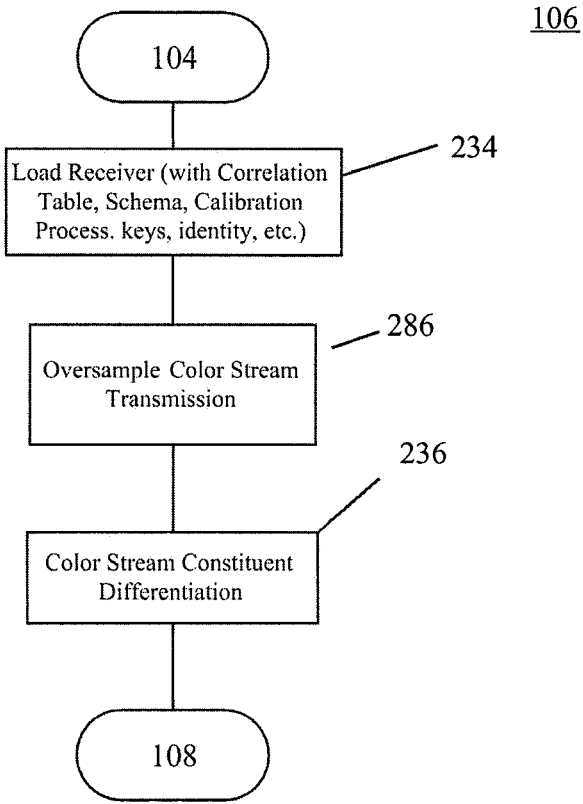 106
104
234
Load Receiver (with Correlation
Table, Schema, Calibration
Process. keys, identity, etc.)
286
Oversample Color Stream
Transmission
236
Color Stream Constituent
Differentiation
108